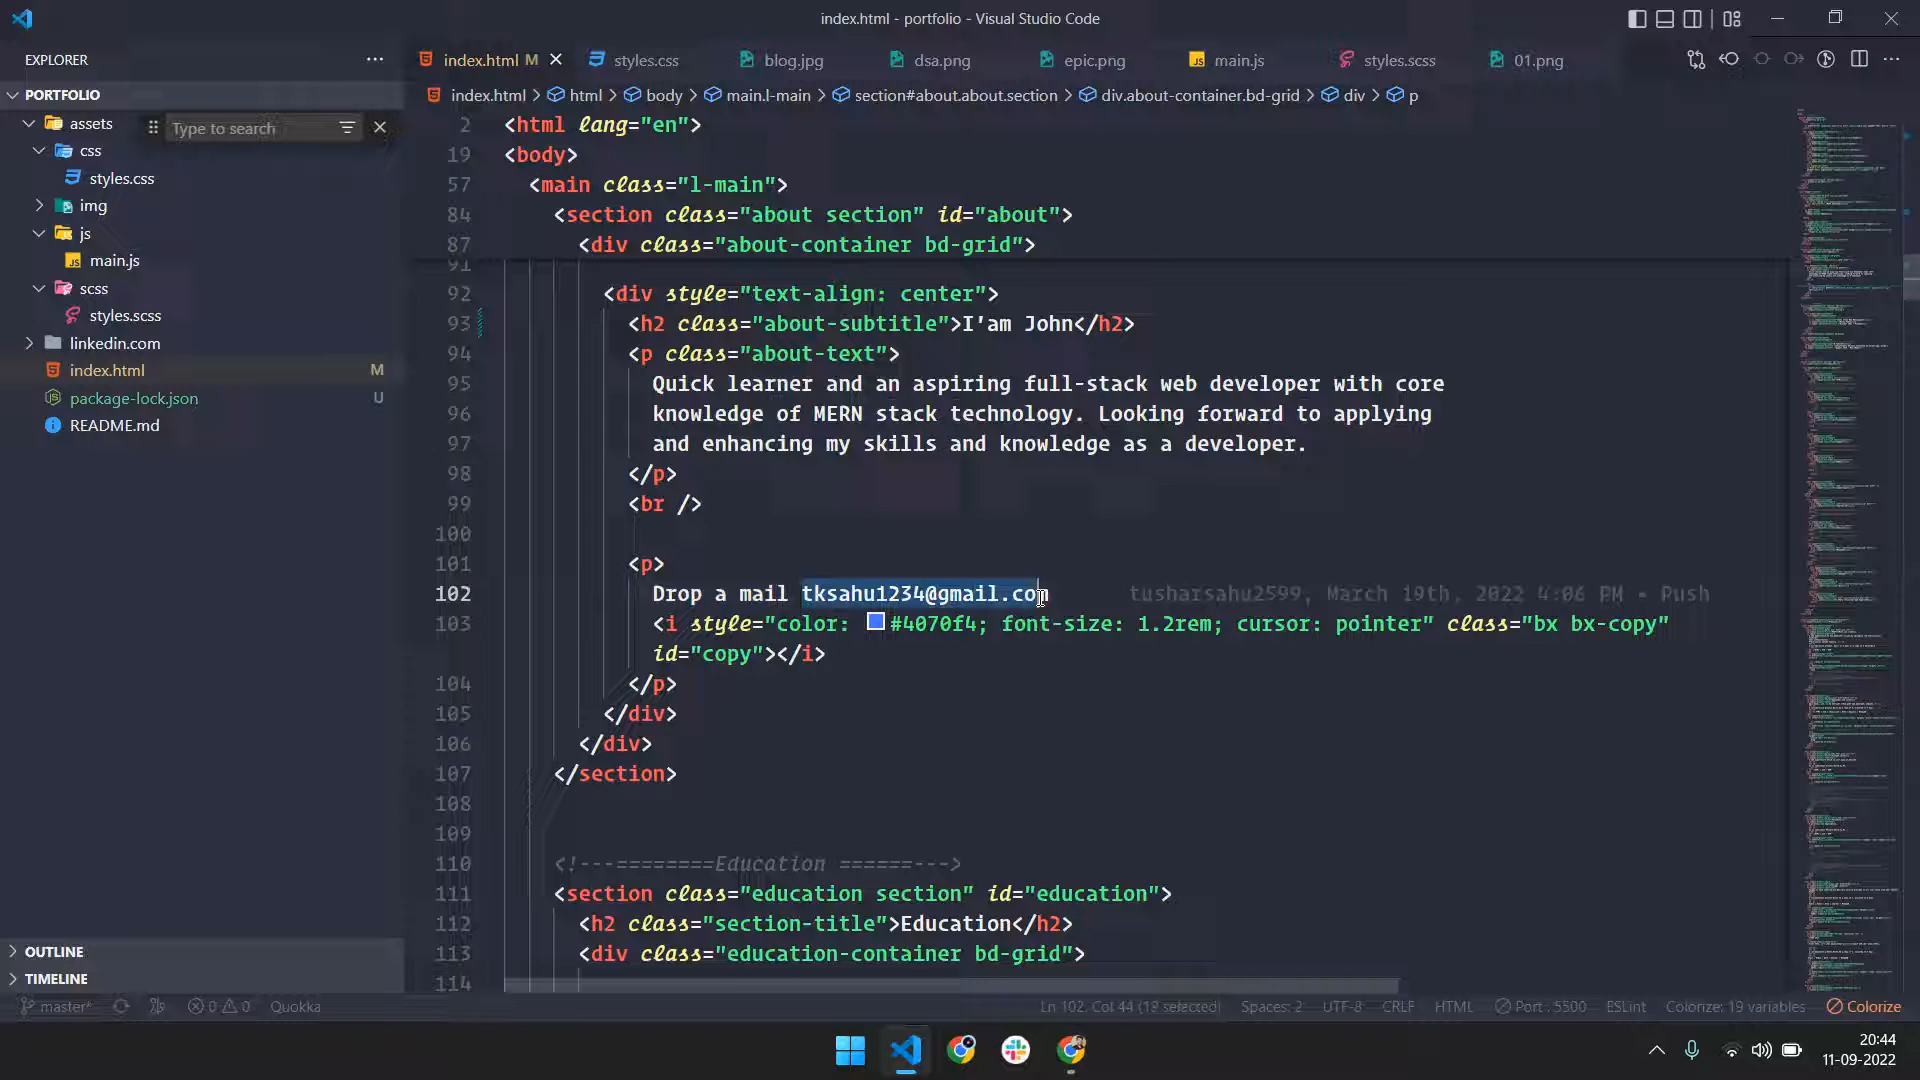 index.html - portfolio - Visual Studio Code
EXPLORER
index.html M
styles.css
blog.jpg
dsa.png
epic.png
main.js
styles.scss
01.png
PORTFOLIO
index.html > html > body > main.l-main > section#about.about.section > div.about-container.bd-grid > div > p
assets
Type to search
css
styles.css
img
js
main.js
scss
styles.scss
linkedin.com
index.html M
package-lock.json U
README.md
OUTLINE
TIMELINE
2 <html lang="en">
19 <body>
57 <main class="l-main">
84 <section class="about section" id="about">
87 <div class="about-container bd-grid">
91
92 <div style="text-align: center">
93 <h2 class="about-subtitle">I'am John</h2>
94 <p class="about-text">
95 Quick learner and an aspiring full-stack web developer with core
96 knowledge of MERN stack technology. Looking forward to applying
97 and enhancing my skills and knowledge as a developer.
98 </p>
99 <br />
100
101 <p>
102 Drop a mail tksahu1234@gmail.com tusharsahu2599, March 19th, 2022 4:06 PM • Push
103 <i style="color: #4070f4; font-size: 1.2rem; cursor: pointer" class="bx bx-copy"
id="copy"></i>
104 </p>
105 </div>
106 </div>
107 </section>
108
109
110 <!---========Education ======--->
111 <section class="education section" id="education">
112 <h2 class="section-title">Education</h2>
113 <div class="education-container bd-grid">
114
master* 0 0 Quokka
Ln 102, Col 44 (19 selected) Spaces: 2 UTF-8 CRLF HTML Port : 5500 ESLint Colorize: 19 variables Colorize
20:44
11-09-2022